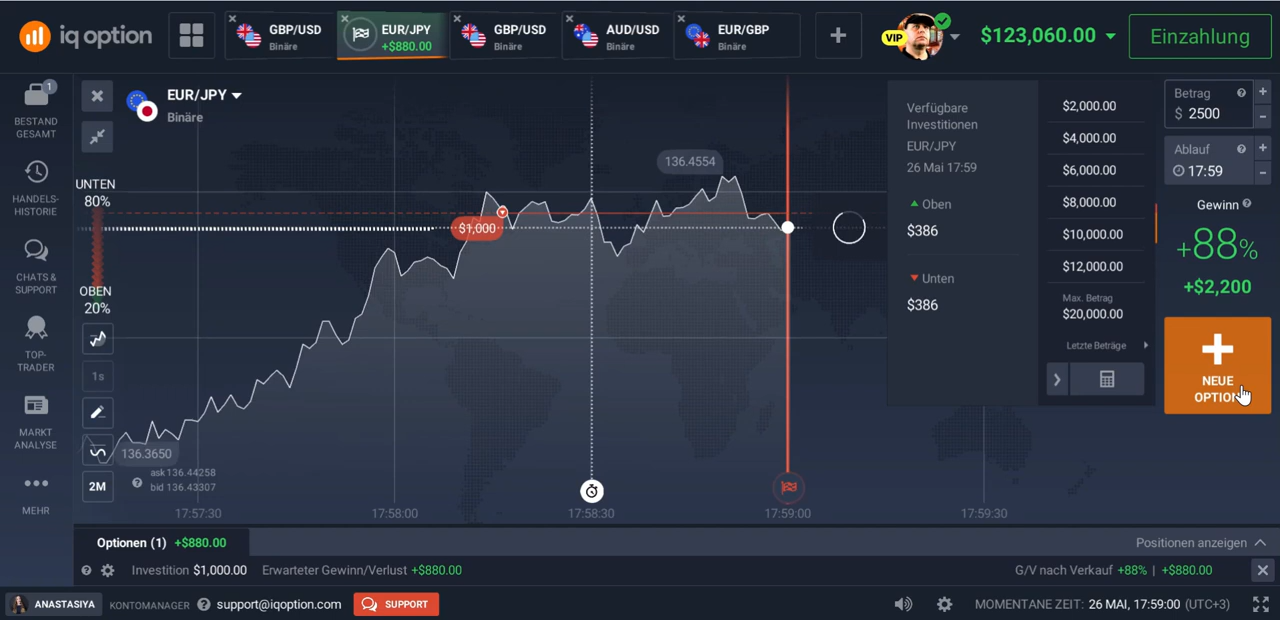 iq option
GBP/USD
Binäre
EUR/JPY
+$880.00
GBP/USD
Binäre
AUD/USD
Binäre
EUR/GBP
Binäre
VIP
$123,060.00
Einzahlung
1
BESTAND
GESAMT
HANDELS-
HISTORIE
CHATS &
SUPPORT
TOP-
TRADER
MARKT
ANALYSE
MEHR
EUR/JPY
Binäre
UNTEN
80%
OBEN
20%
1s
2M
$1,000
136.4554
136.3650
ask 136.44258
bid 136.43307
17:57:30
17:58:00
17:58:30
17:59:00
17:59:30
Verfügbare
Investitionen
EUR/JPY
26 Mai 17:59
Oben
$386
Unten
$386
$2,000.00
$4,000.00
$6,000.00
$8,000.00
$10,000.00
$12,000.00
Max. Betrag
$20,000.00
Letzte Beträge
Betrag
$ 2500
Ablauf
17:59
Gewinn
+88%
+$2,200
NEUE
OPTION
Optionen (1) +$880.00
Positionen anzeigen
Investition $1,000.00 Erwarteter Gewinn/Verlust +$880.00
G/V nach Verkauf +88% | +$880.00
ANASTASIYA KONTOMANAGER support@iqoption.com SUPPORT
MOMENTANE ZEIT: 26 MAI, 17:59:00 (UTC+3)